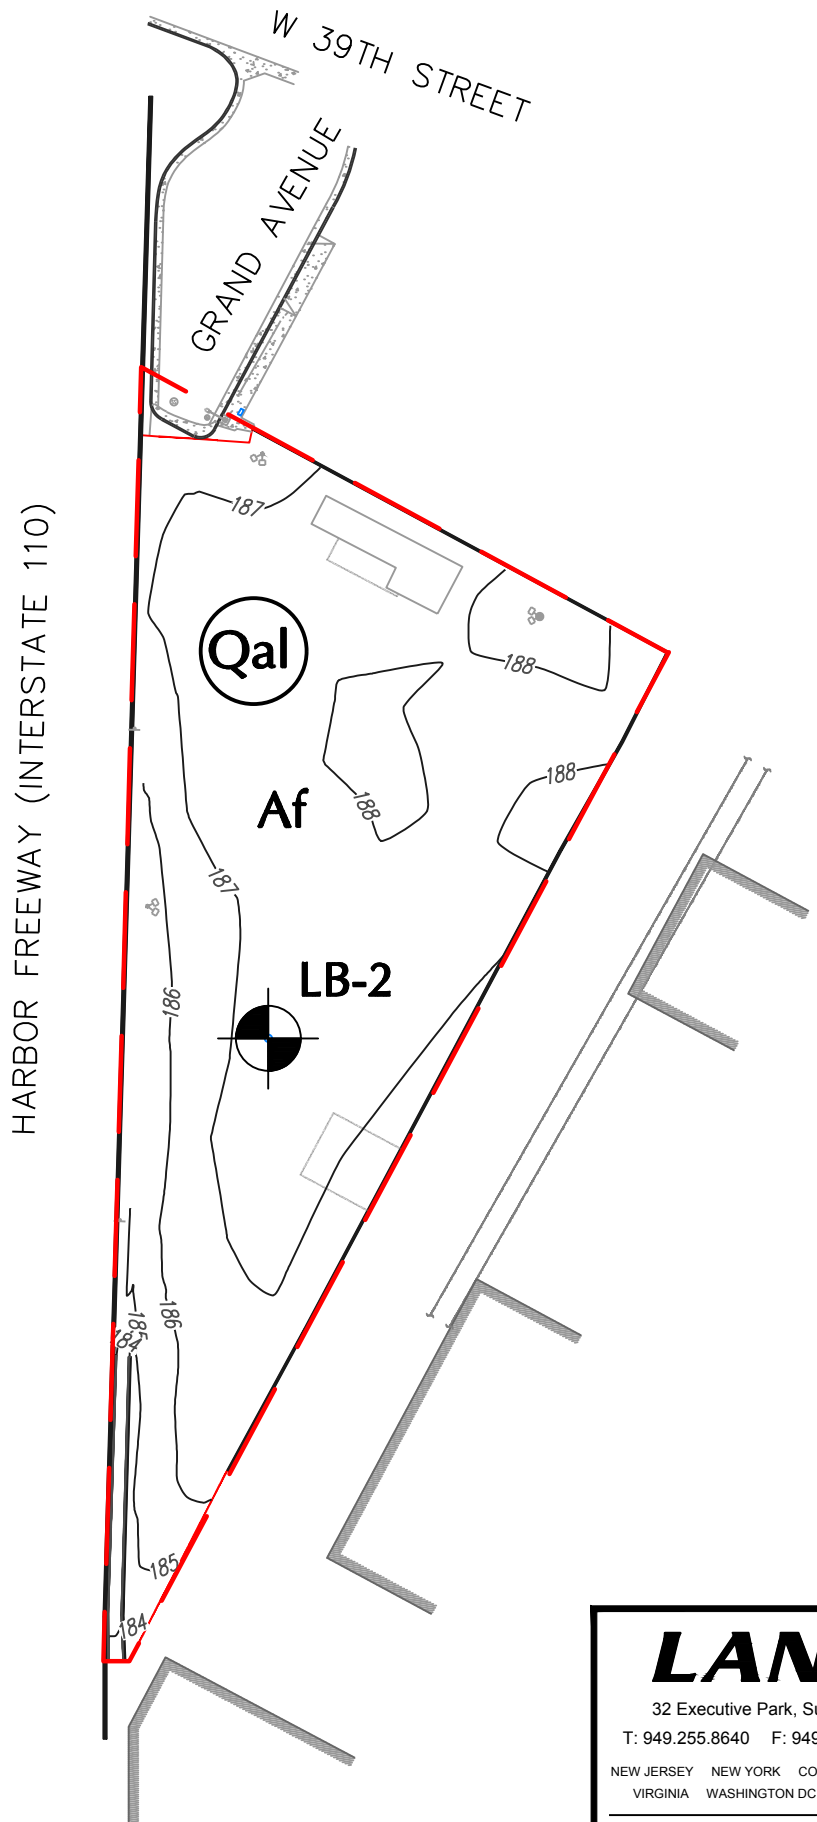 W 39TH STREET
GRAND AVENUE
HARBOR FREEWAY (INTERSTATE 110)
187
Qal
188
188
188
Af
187
LB-2
186
186
185
184
185
184
LAN
32 Executive Park, Su
T: 949.255.8640 F: 949
NEW JERSEY NEW YORK CO
VIRGINIA WASHINGTON DC